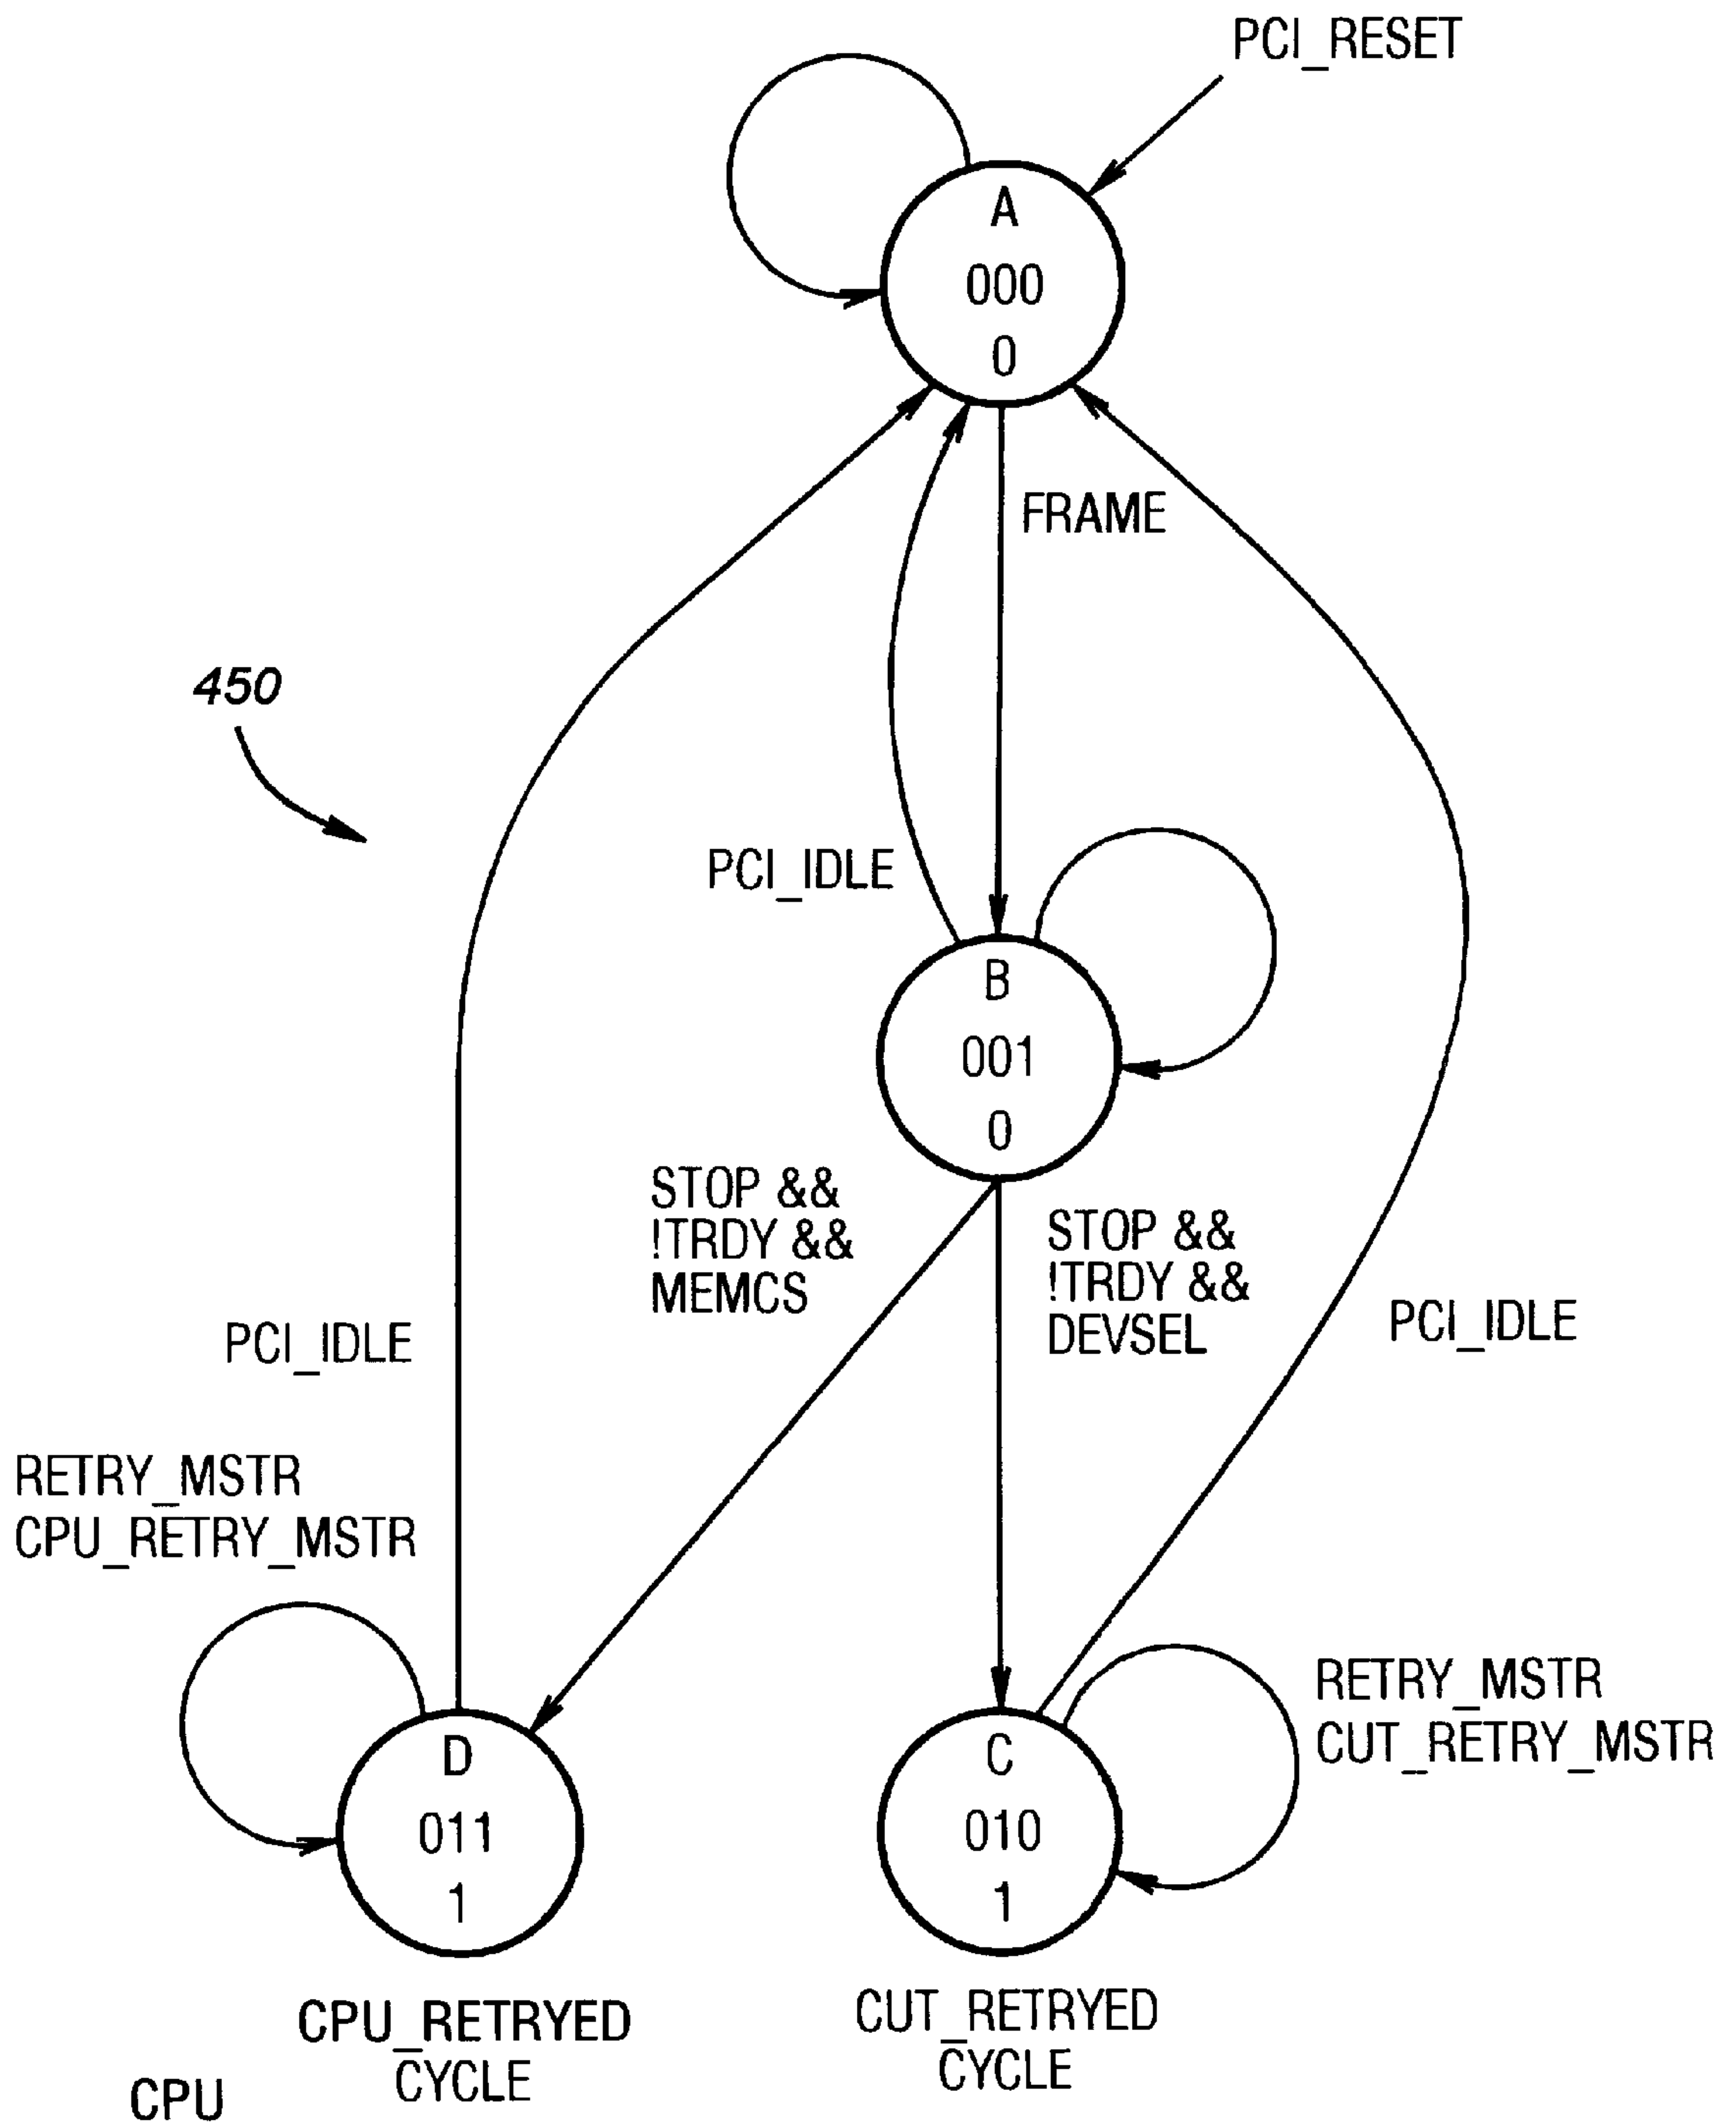 PCI_RESET
A
000
0
FRAME
450
PCI_IDLE
B
001
0
STOP &&
!TRDY &&
MEMCS
STOP &&
!TRDY &&
DEVSEL
PCI_IDLE
PCI_IDLE
RETRY_MSTR
CPU_RETRY_MSTR
RETRY_MSTR
CUT_RETRY_MSTR
D
011
1
C
010
1
CPU_RETRYED
CYCLE
CUT_RETRYED
CYCLE
CPU